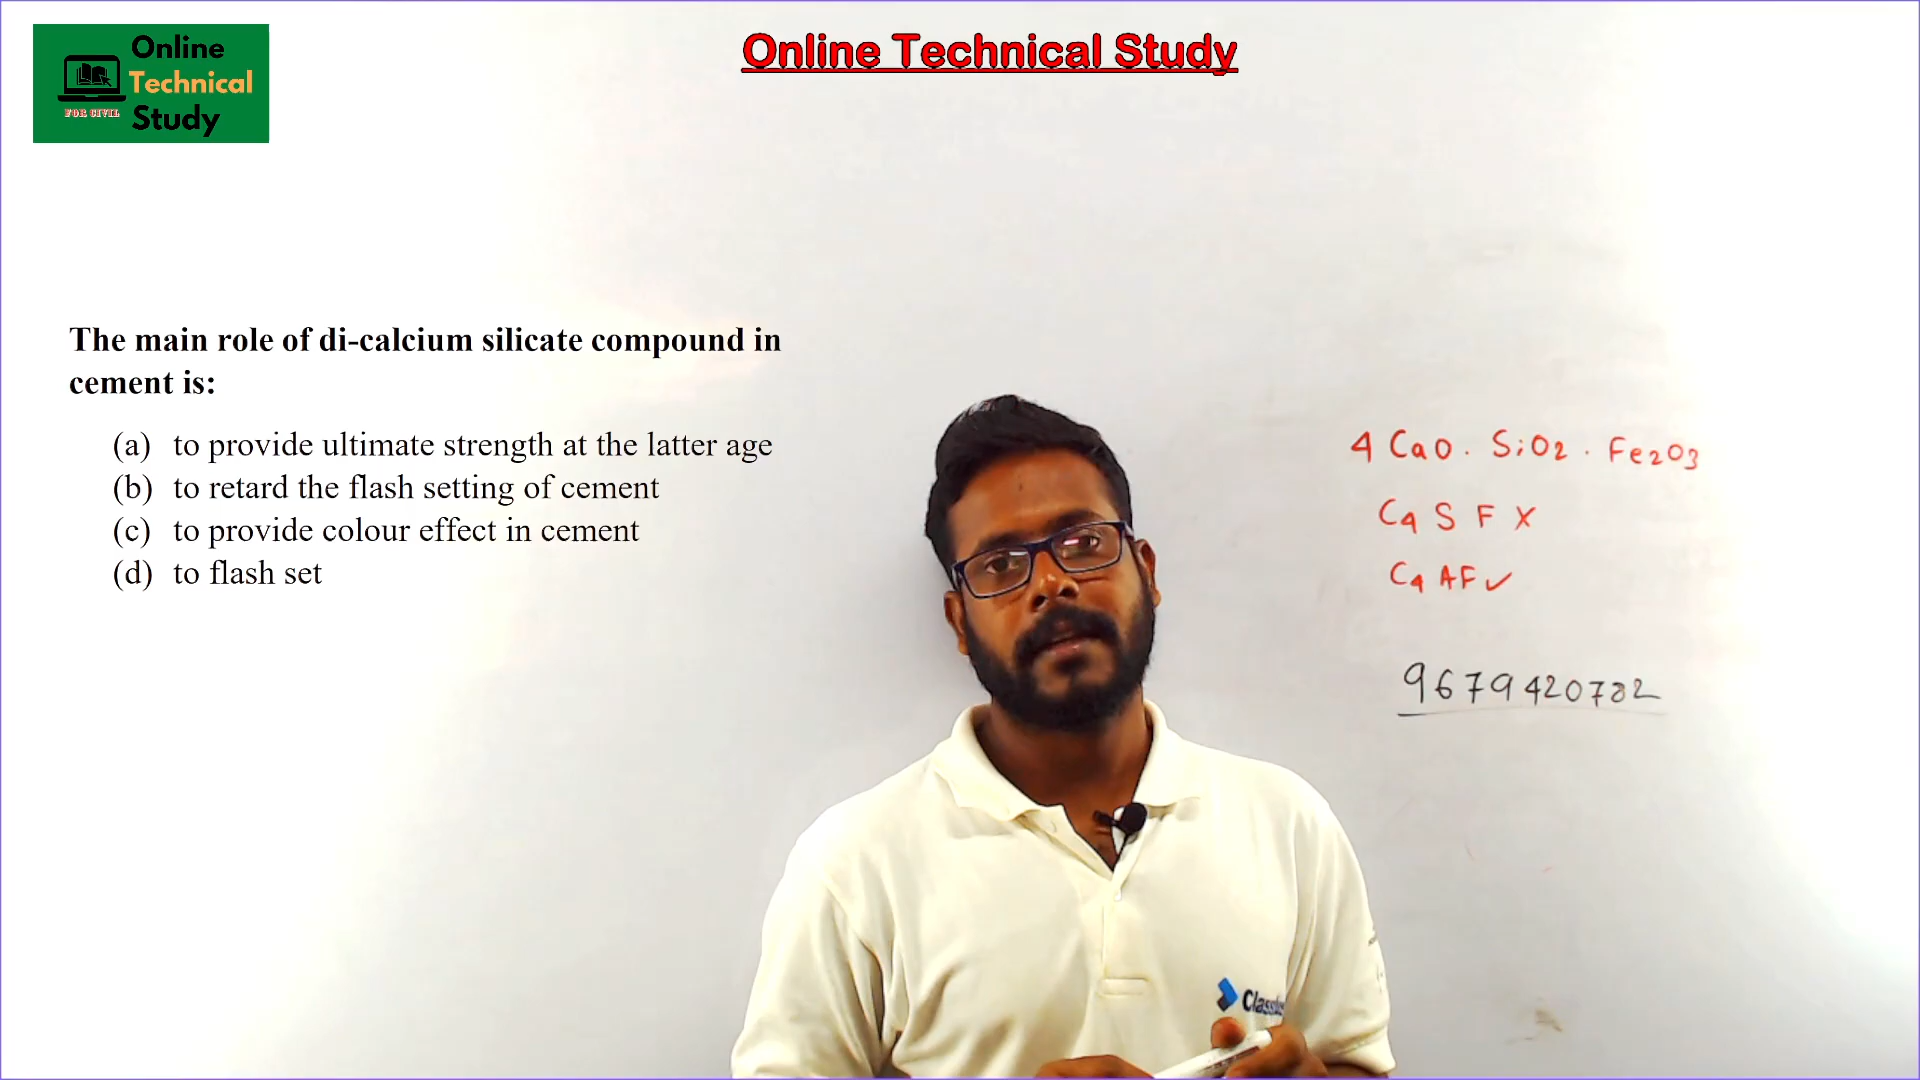 Online
Technical
Study
FOR CIVIL
Online Technical Study
The main role of di-calcium silicate compound in
cement is:
(a) to provide ultimate strength at the latter age
(b) to retard the flash setting of cement
(c) to provide colour effect in cement
(d) to flash set
4 CaO. SiO2 . Fe2O3
C4 S F X
C4 AF ✓
9679420782